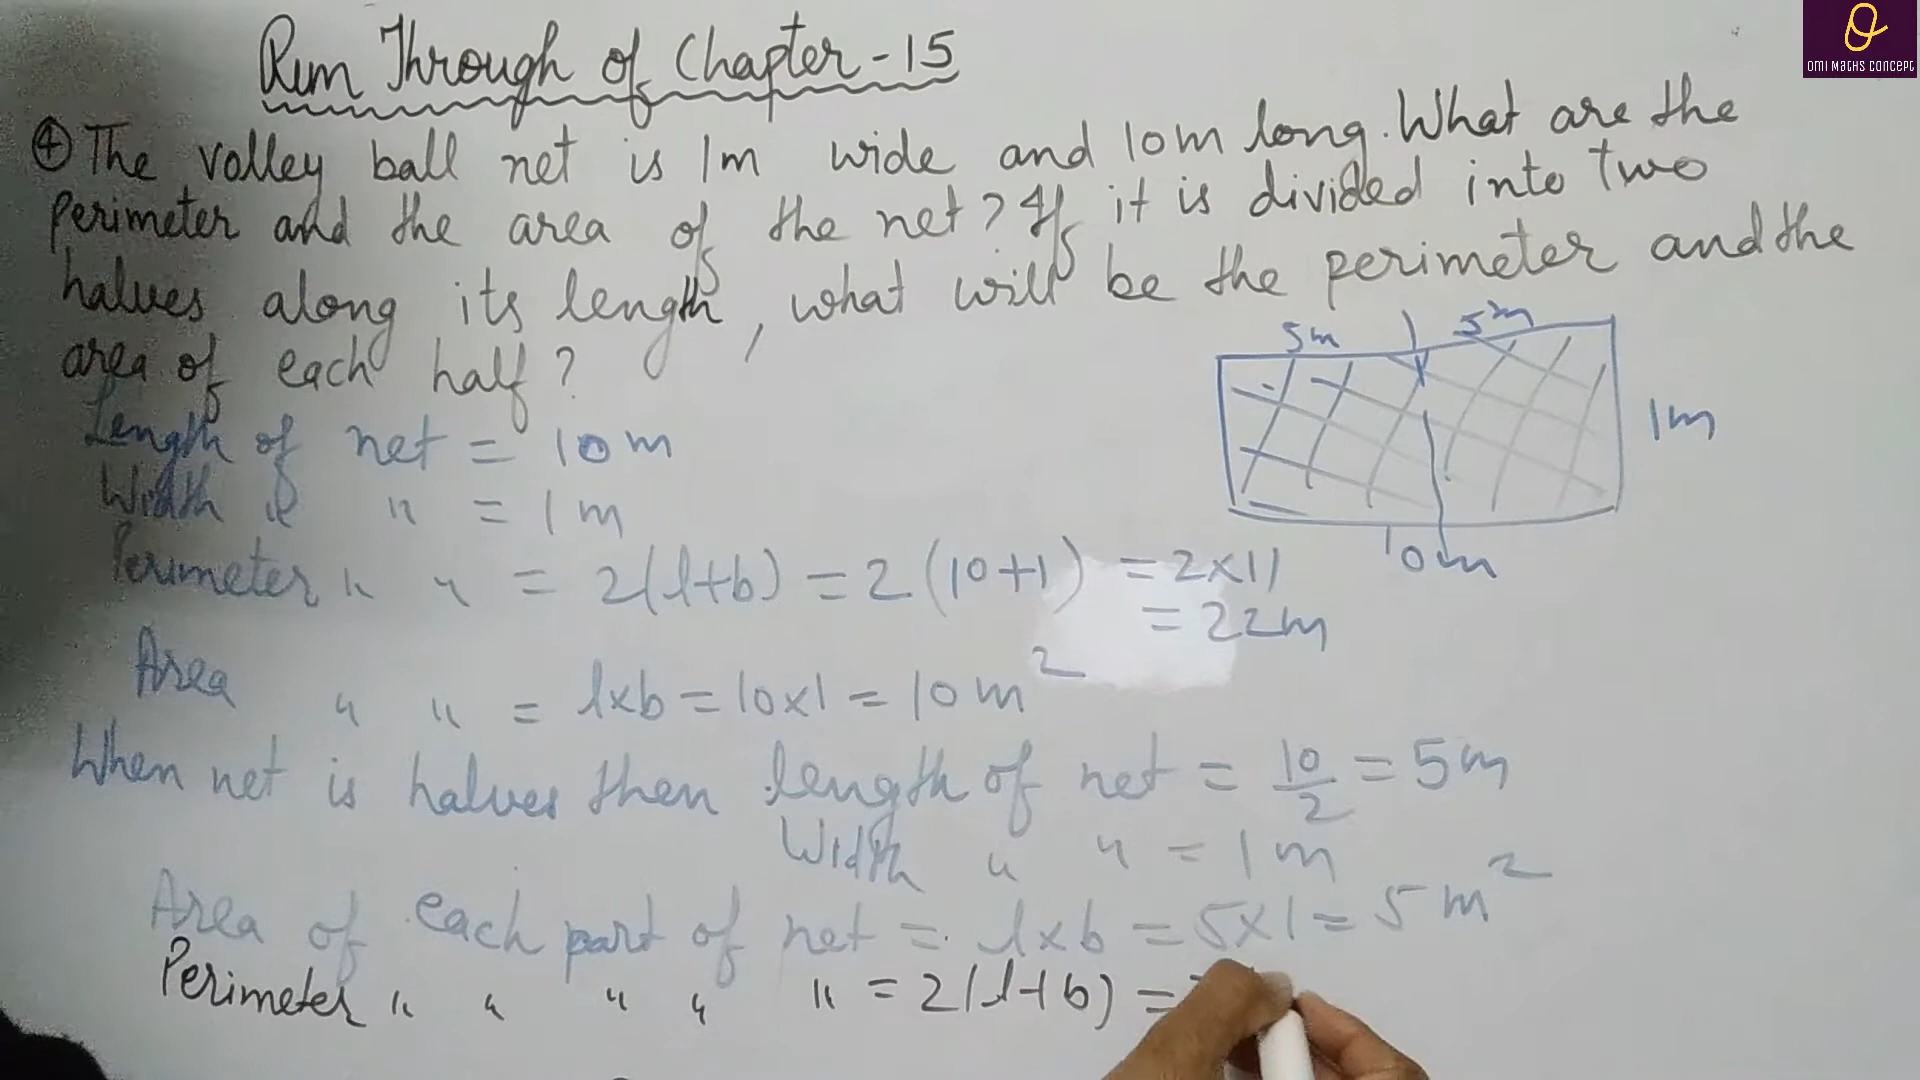 Run Through of Chapter-15
OMI MATHS CONCEPT
④ The volley ball net is 1m wide and 10m long. What are the
perimeter and the area of the net? If it is divided into two
halves along its length, what will be the perimeter and the
area of each half?
5m 5m
1m
10m
Length of net = 10m
Width " = 1m
Perimeter " " = 2(l+b) = 2(10+1) = 2×11
= 22m
Area " " = l×b = 10×1 = 10m²
When net is halves then length of net = 10/2 = 5m
Width " " = 1m
Area of each part of net = l×b = 5×1 = 5m²
Perimeter " " " " " = 2(l+b) =